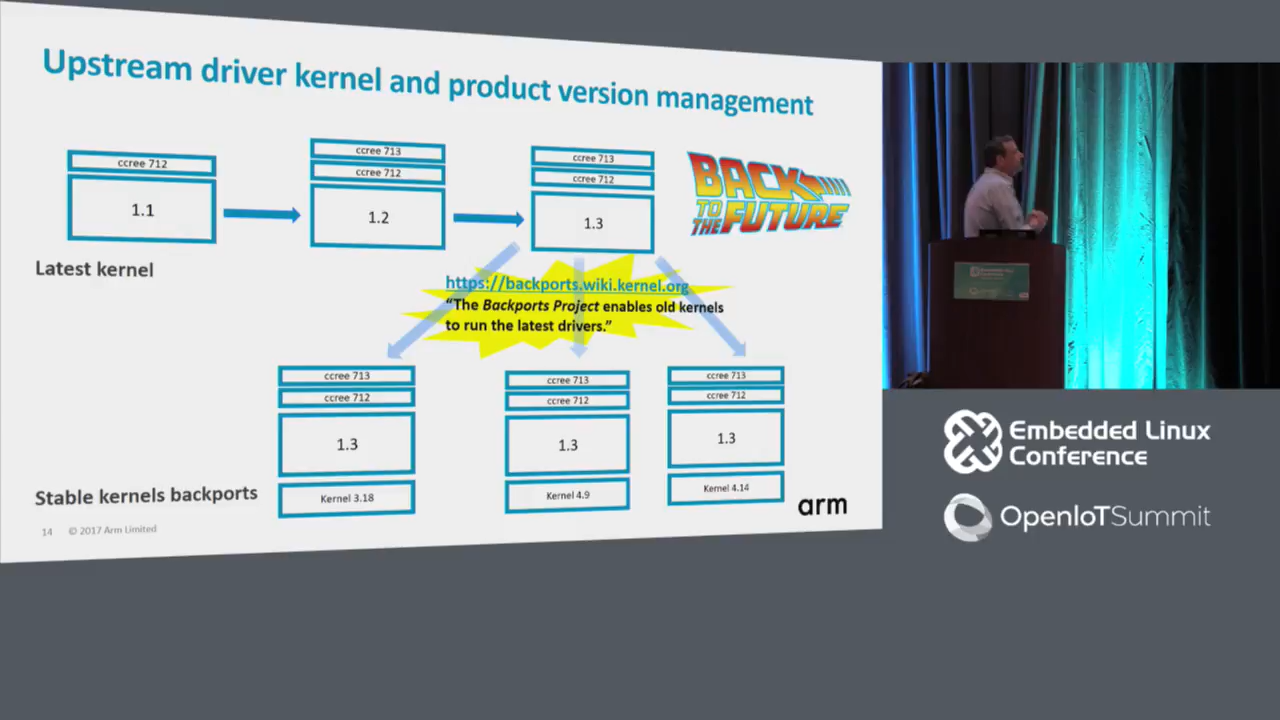 Upstream driver kernel and product version management
ccree 712
1.1
ccree 713
ccree 712
1.2
ccree 713
ccree 712
1.3
BACK
TO
THE FUTURE
Latest kernel
https://backports.wiki.kernel.org
“The Backports Project enables old kernels
to run the latest drivers.”
ccree 713
ccree 712
1.3
Kernel 3.18
ccree 713
ccree 712
1.3
Kernel 4.9
ccree 713
ccree 712
1.3
Kernel 4.14
Stable kernels backports
arm
14 © 2017 Arm Limited
Embedded Linux
Conference
OpenIoTSummit